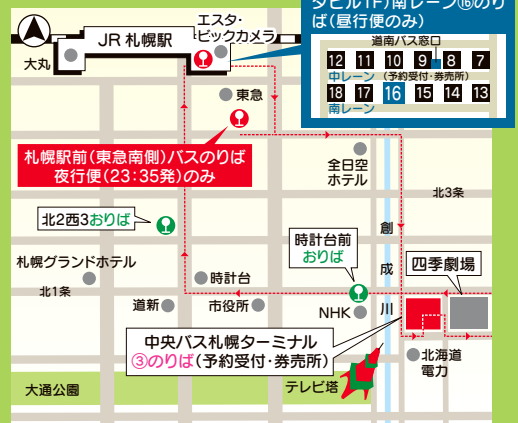 タビル1F)南レーン⑯のり
ば(昼行便のみ)
道南バス窓口
12 11 10 9 8 7
中レーン (予約受付・券売所)
18 17 16 15 14 13
南レーン
エスタ・
ビックカメラ
JR 札幌駅
大丸
東急
札幌駅前(東急南側)バスのりば
夜行便(23:35発)のみ
全日空
ホテル
北3条
北2西3おりば
創成川
時計台前
おりば
四季劇場
札幌グランドホテル
北1条
時計台
道新
市役所
NHK
中央バス札幌ターミナル
③のりば(予約受付・券売所)
北海道
電力
大通公園
テレビ塔